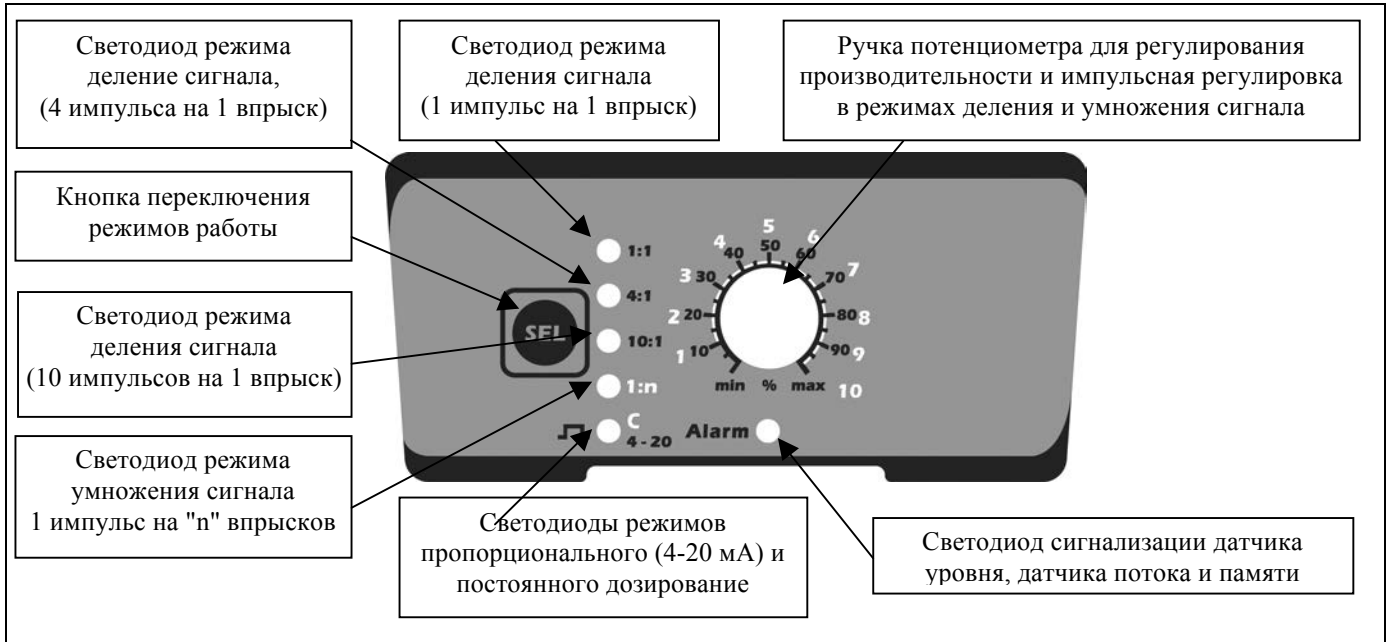 Светодиод режима
деление сигнала,
(4 импульса на 1 впрыск)
Светодиод режима
деления сигнала
(1 импульс на 1 впрыск)
Ручка потенциометра для регулирования
производительности и импульсная регулировка
в режимах деления и умножения сигнала
Кнопка переключения
режимов работы
Светодиод режима
деления сигнала
(10 импульсов на 1 впрыск)
Светодиод режима
умножения сигнала
1 импульс на "n" впрысков
SEL
1:1
4:1
10:1
1:n
C
4 - 20
Alarm
min % max
10 20 30 40 50 60 70 80 90
1 2 3 4 5 6 7 8 9 10
Светодиоды режимов
пропорционального (4-20 мА) и
постоянного дозирование
Светодиод сигнализации датчика
уровня, датчика потока и памяти